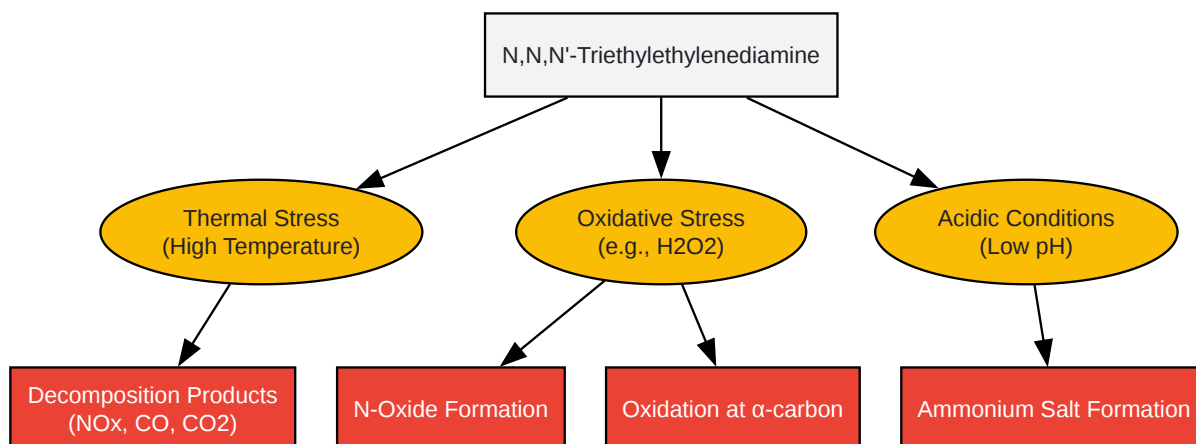 N,N,N'-Triethylethylenediamine
Thermal Stress
(High Temperature)
Oxidative Stress
(e.g., H2O2)
Acidic Conditions
(Low pH)
Decomposition Products
(NOx, CO, CO2)
N-Oxide Formation
Oxidation at α-carbon
Ammonium Salt Formation